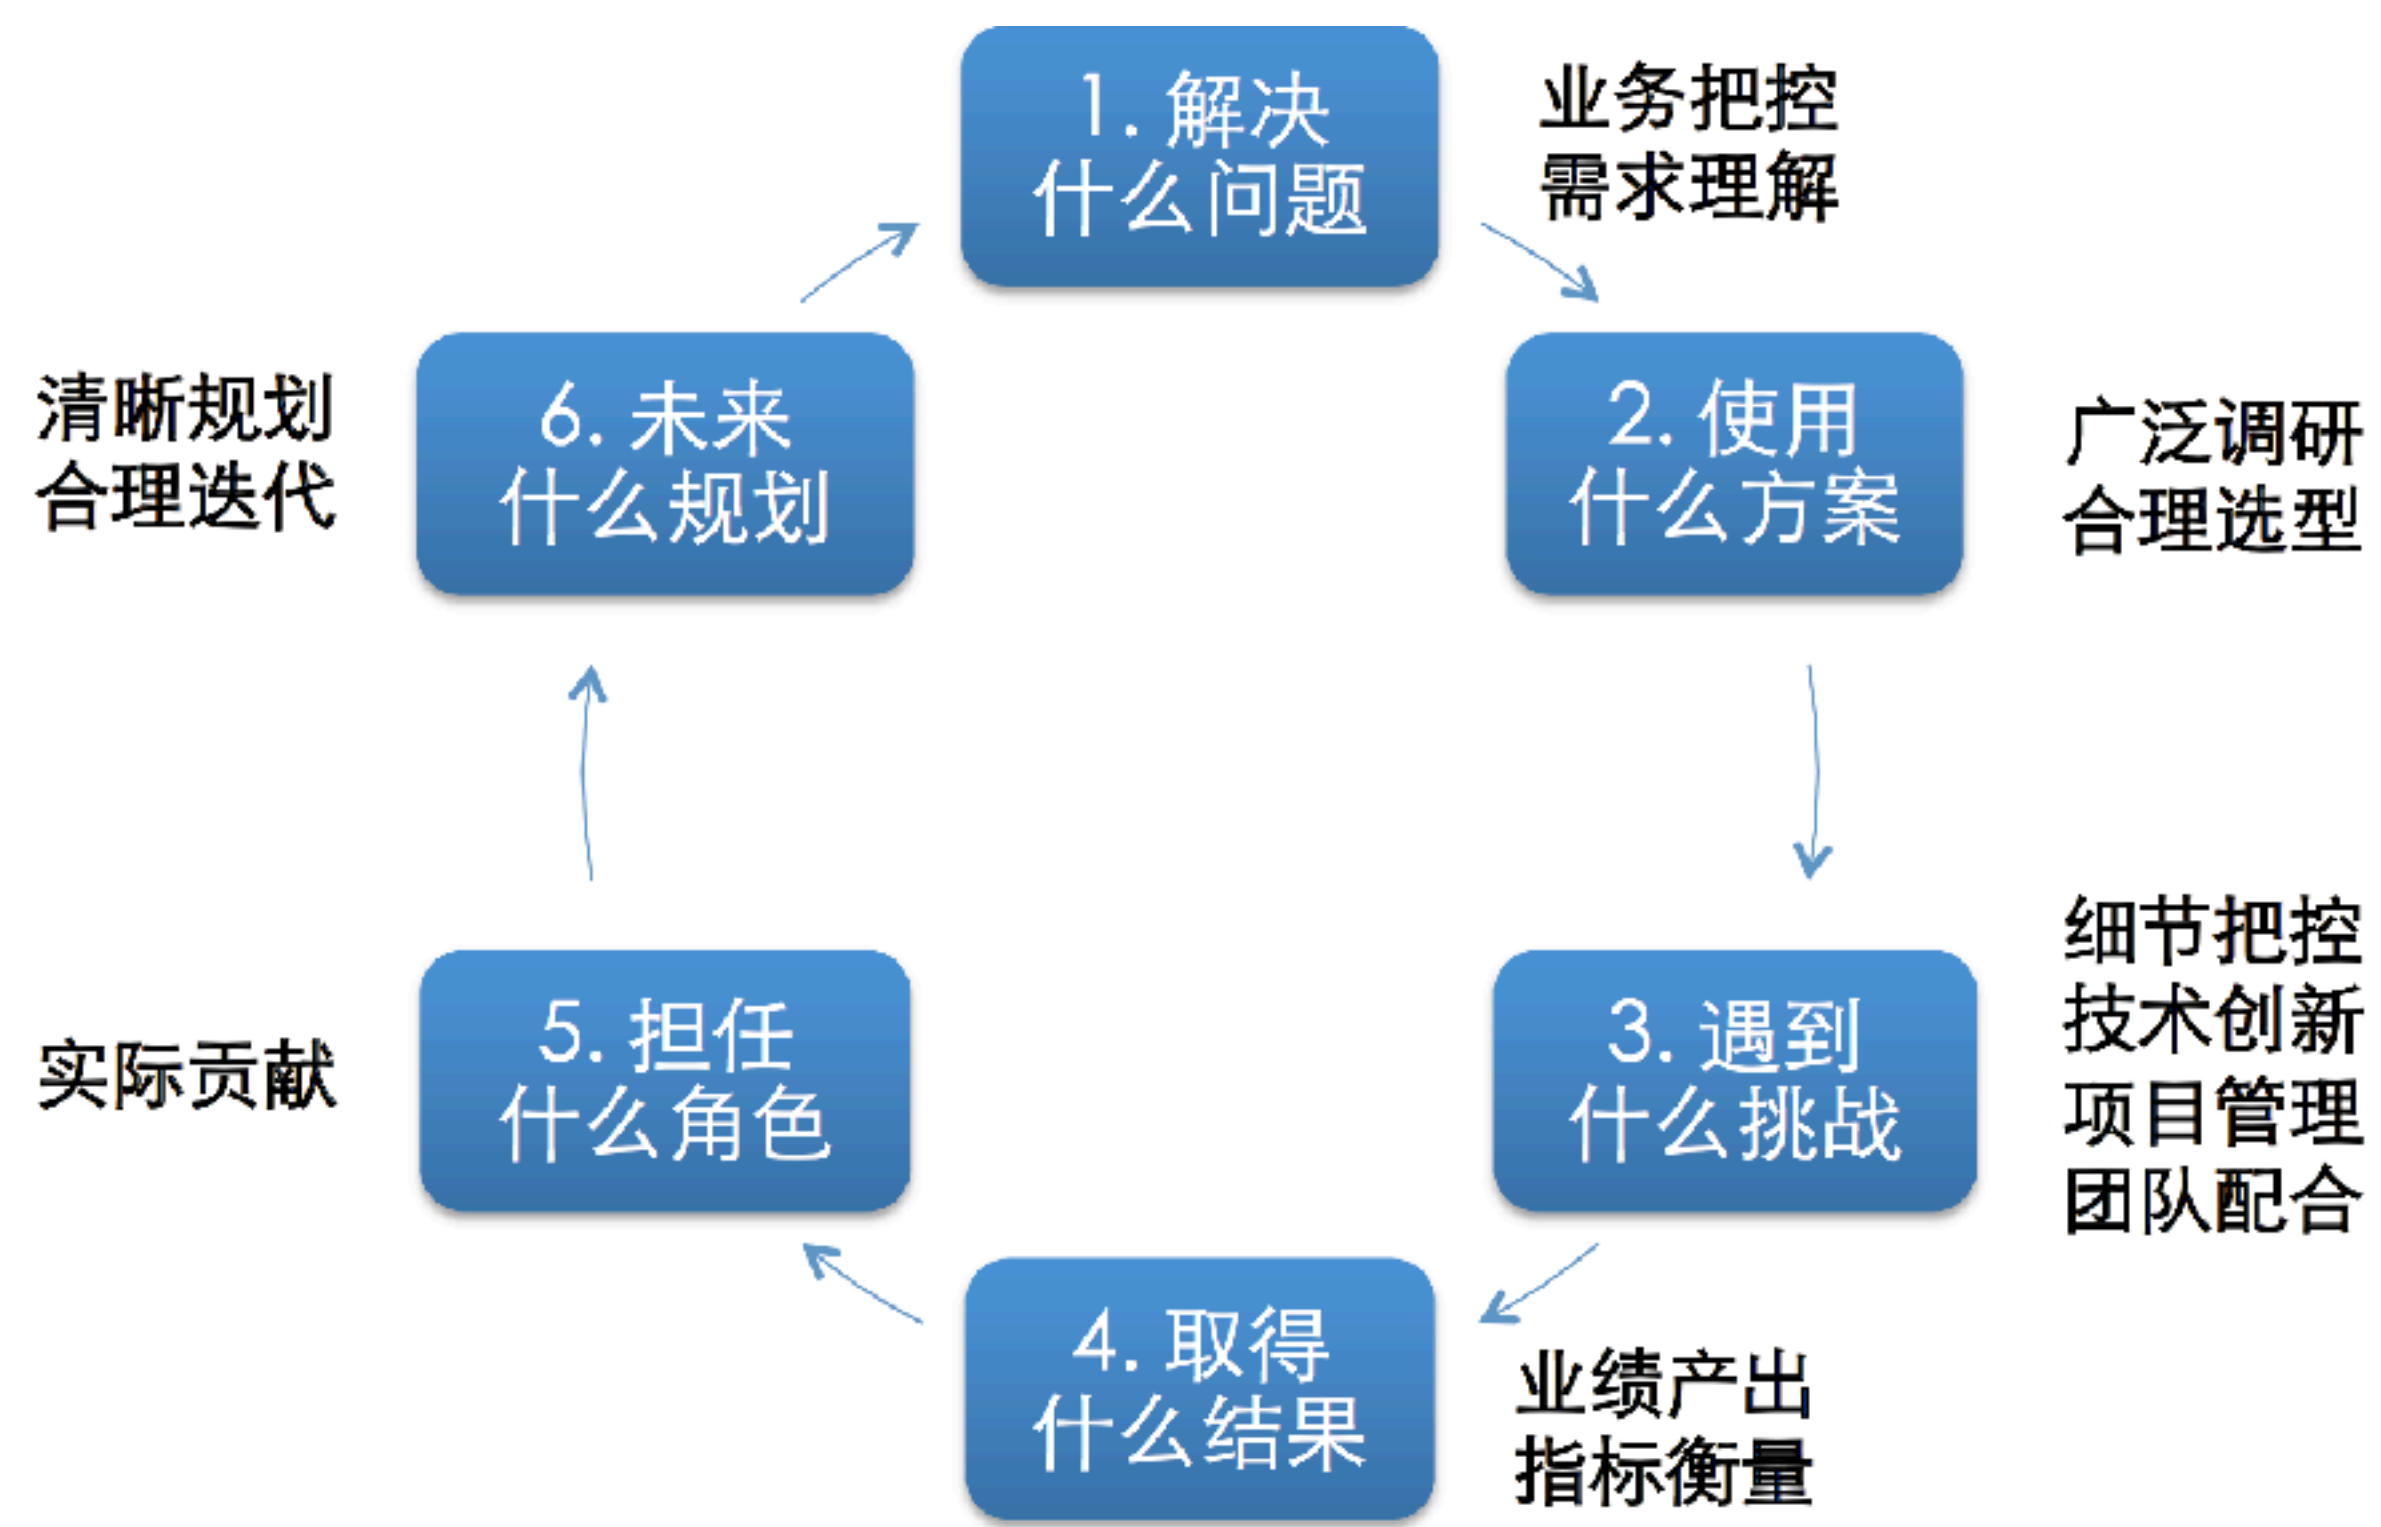 1. 解决
什么问题
业务把控
需求理解
2. 使用
什么方案
广泛调研
合理选型
3. 遇到
什么挑战
细节把控
技术创新
项目管理
团队配合
4. 取得
什么结果
业绩产出
指标衡量
5. 担任
什么角色
实际贡献
6. 未来
什么规划
清晰规划
合理迭代